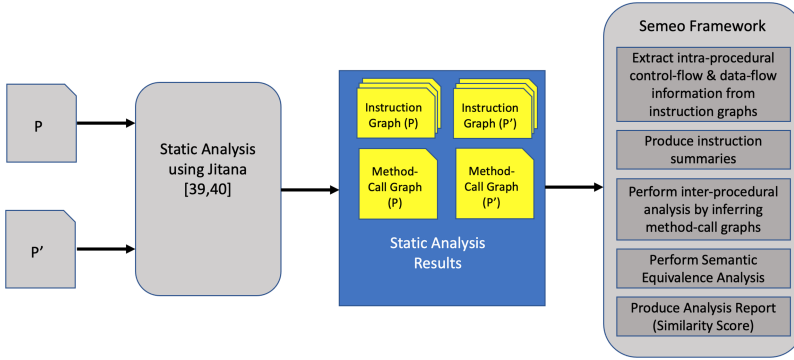 P
P'
Static Analysis
using Jitana
[39,40]
Instruction
Graph (P)
Instruction
Graph (P')
Method-
Call Graph
(P)
Method-
Call Graph
(P')
Static Analysis
Results
Semeo Framework
Extract intra-procedural
control-flow & data-flow
information from
instruction graphs
Produce instruction
summaries
Perform inter-procedural
analysis by inferring
method-call graphs
Perform Semantic
Equivalence Analysis
Produce Analysis Report
(Similarity Score)